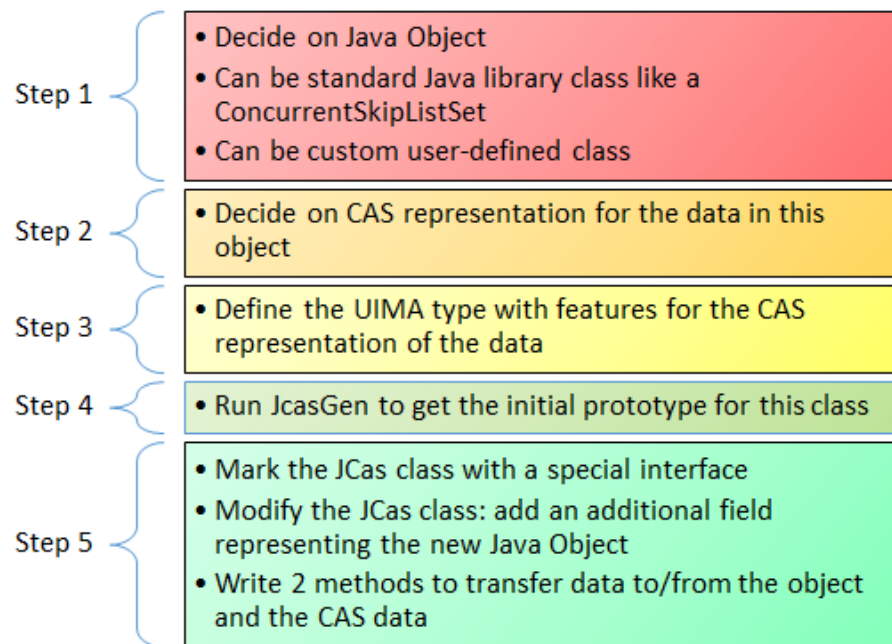 Step 1
• Decide on Java Object
• Can be standard Java library class like a
ConcurrentSkipListSet
• Can be custom user-defined class
Step 2
• Decide on CAS representation for the data in this
object
Step 3
• Define the UIMA type with features for the CAS
representation of the data
Step 4
• Run JcasGen to get the initial prototype for this class
Step 5
• Mark the JCas class with a special interface
• Modify the JCas class: add an additional field
representing the new Java Object
• Write 2 methods to transfer data to/from the object
and the CAS data